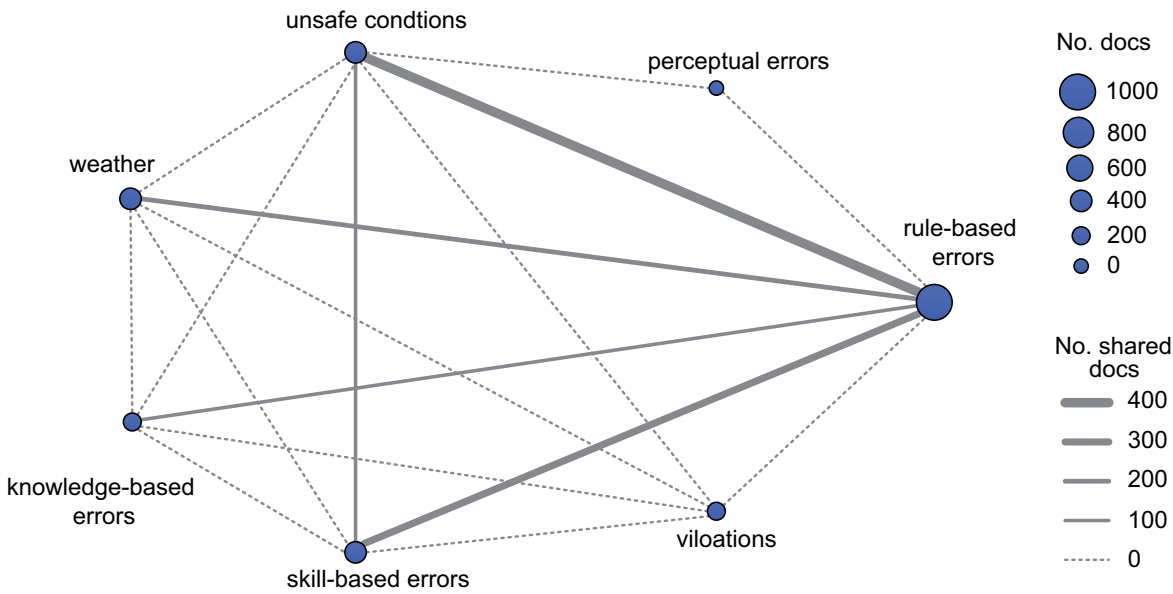 unsafe condtions
perceptual errors
weather
rule-based
errors
knowledge-based
errors
skill-based errors
viloations
No. docs
1000
800
600
400
200
0
No. shared
docs
400
300
200
100
0